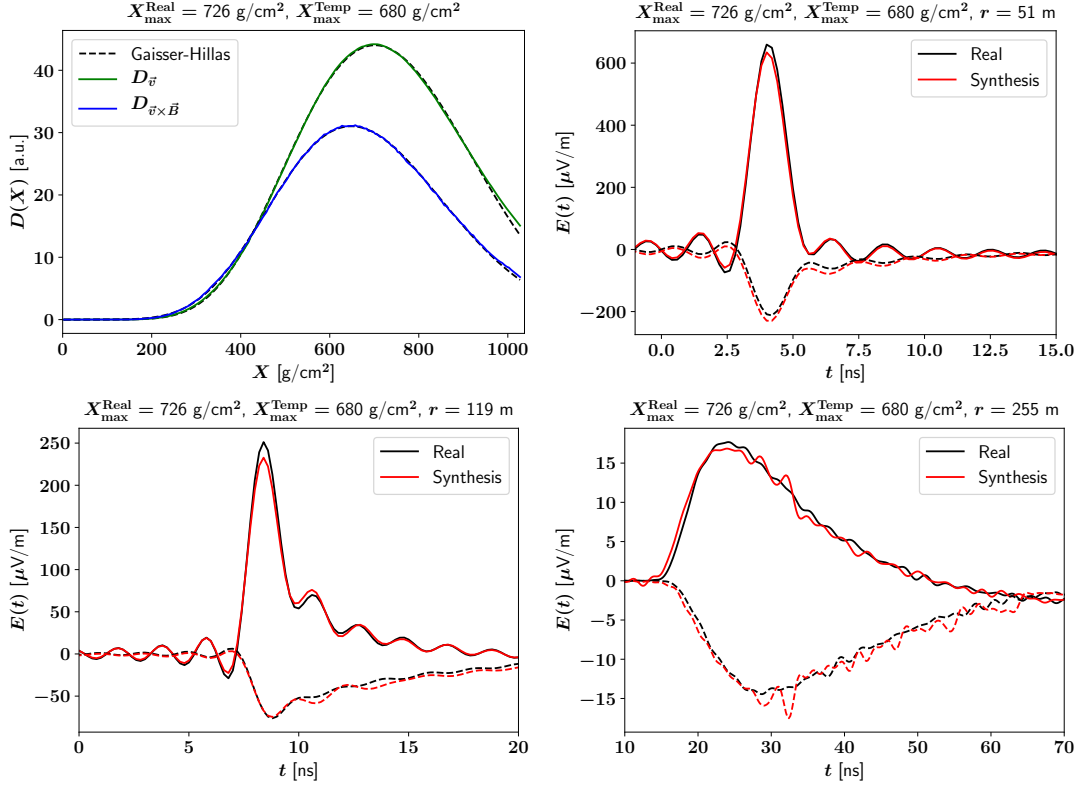 X_max^Real = 726 g/cm², X_max^Temp = 680 g/cm²
D(X) [a.u.]
40
30
20
10
0
Gaisser-Hillas
D_v⃗
D_v⃗×B⃗
0 200 400 600 800 1000
X [g/cm²]
X_max^Real = 726 g/cm², X_max^Temp = 680 g/cm², r = 51 m
E(t) [μV/m]
600
400
200
0
−200
Real
Synthesis
0.0 2.5 5.0 7.5 10.0 12.5 15.0
t [ns]
X_max^Real = 726 g/cm², X_max^Temp = 680 g/cm², r = 119 m
E(t) [μV/m]
250
200
150
100
50
0
−50
Real
Synthesis
0 5 10 15 20
t [ns]
X_max^Real = 726 g/cm², X_max^Temp = 680 g/cm², r = 255 m
E(t) [μV/m]
15
10
5
0
−5
−10
−15
Real
Synthesis
10 20 30 40 50 60 70
t [ns]